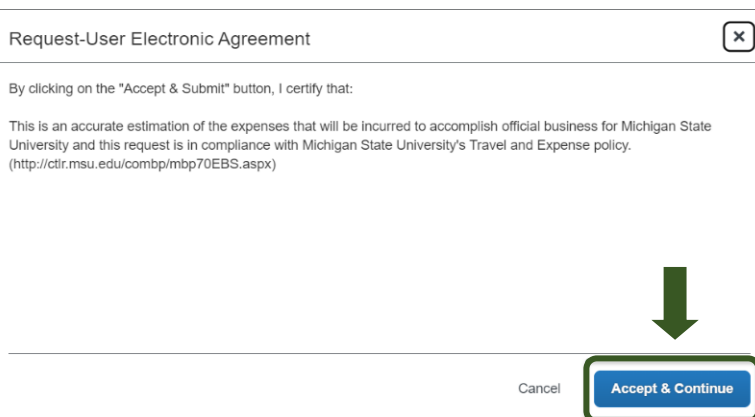 Request-User Electronic Agreement
By clicking on the "Accept & Submit" button, I certify that:
This is an accurate estimation of the expenses that will be incurred to accomplish official business for Michigan State
University and this request is in compliance with Michigan State University's Travel and Expense policy.
(http://ctlr.msu.edu/combp/mbp70EBS.aspx)
Cancel
Accept & Continue